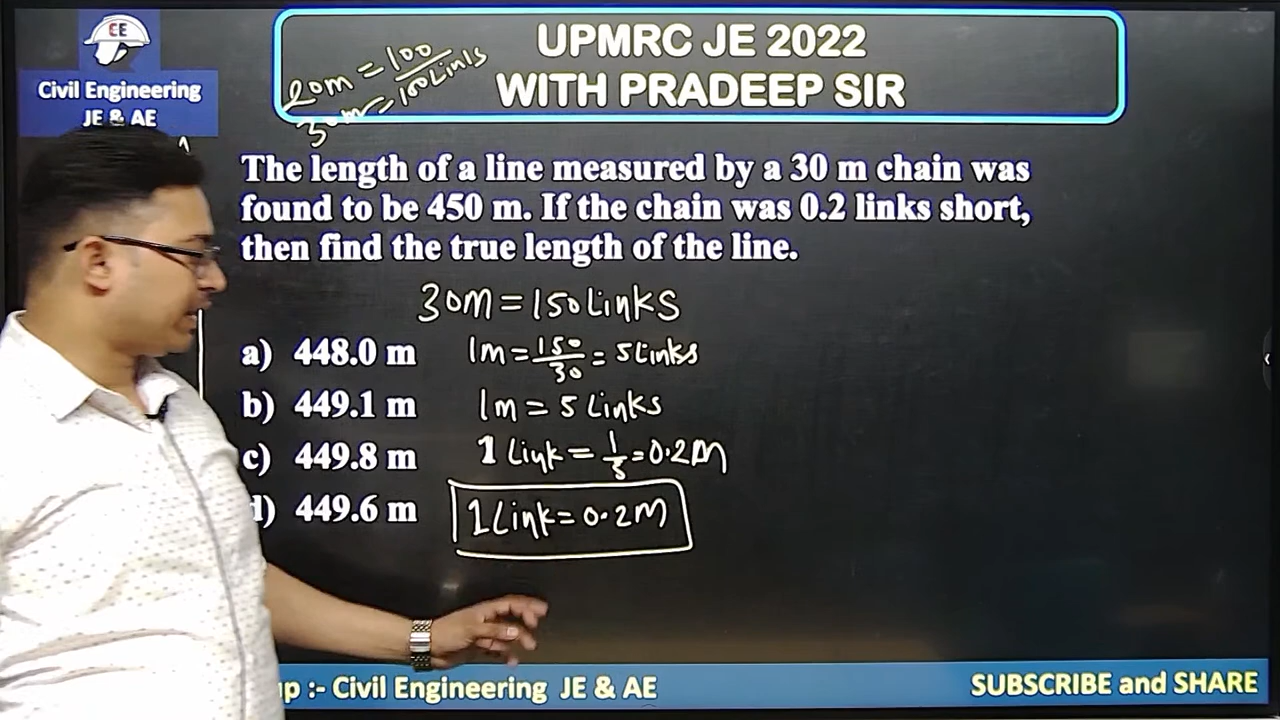 CE
Civil Engineering
JE & AE
UPMRC JE 2022
WITH PRADEEP SIR
20m = 100
30m = 150 Links
The length of a line measured by a 30 m chain was
found to be 450 m. If the chain was 0.2 links short,
then find the true length of the line.
30M = 150 Links
a) 448.0 m
1M = 150/30 = 5 Links
b) 449.1 m
1M = 5 Links
c) 449.8 m
1 Link = 1/5 = 0.2M
d) 449.6 m
1 Link = 0.2M
:- Civil Engineering JE & AE
SUBSCRIBE and SHARE